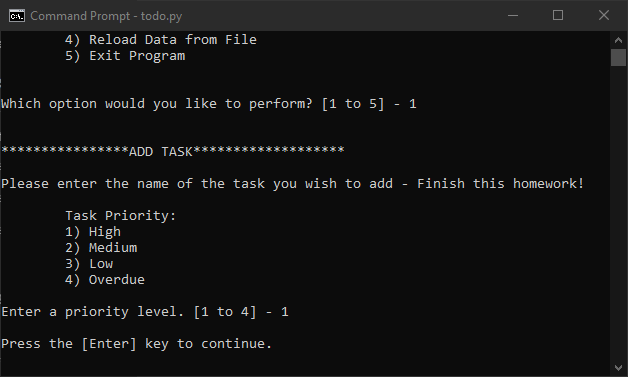 Command Prompt - todo.py
4) Reload Data from File
5) Exit Program
Which option would you like to perform? [1 to 5] - 1
****************ADD TASK*******************
Please enter the name of the task you wish to add - Finish this homework!
Task Priority:
1) High
2) Medium
3) Low
4) Overdue
Enter a priority level. [1 to 4] - 1
Press the [Enter] key to continue.